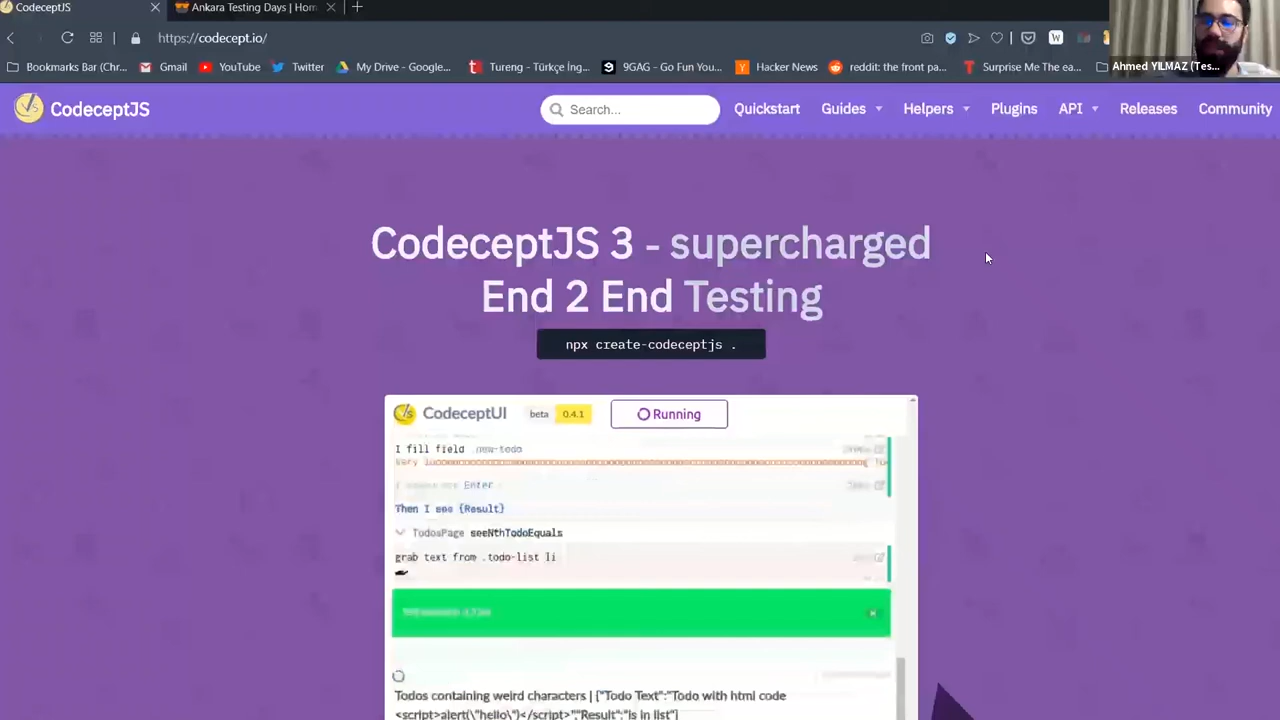 CodeceptJS
Ankara Testing Days | Hom
https://codecept.io/
Bookmarks Bar (Chr...
Gmail
YouTube
Twitter
My Drive - Google...
Tureng - Türkçe İng...
9GAG - Go Fun You...
Hacker News
reddit: the front pa...
Surprise Me The ea...
Ahmed YILMAZ (Tes...
CodeceptJS
Search...
Quickstart
Guides
Helpers
Plugins
API
Releases
Community
CodeceptJS 3 - supercharged
End 2 End Testing
npx create-codeceptjs .
CodeceptUI
beta
0.4.1
Running
I fill field .new-todo
Enter
Then I see {Result}
TodosPage seeNthTodoEquals
grab text from .todo-list li
Todos containing weird characters | {"Todo Text":"Todo with html code
<script>alert(\"hello\")</script>","Result":"is in list"}